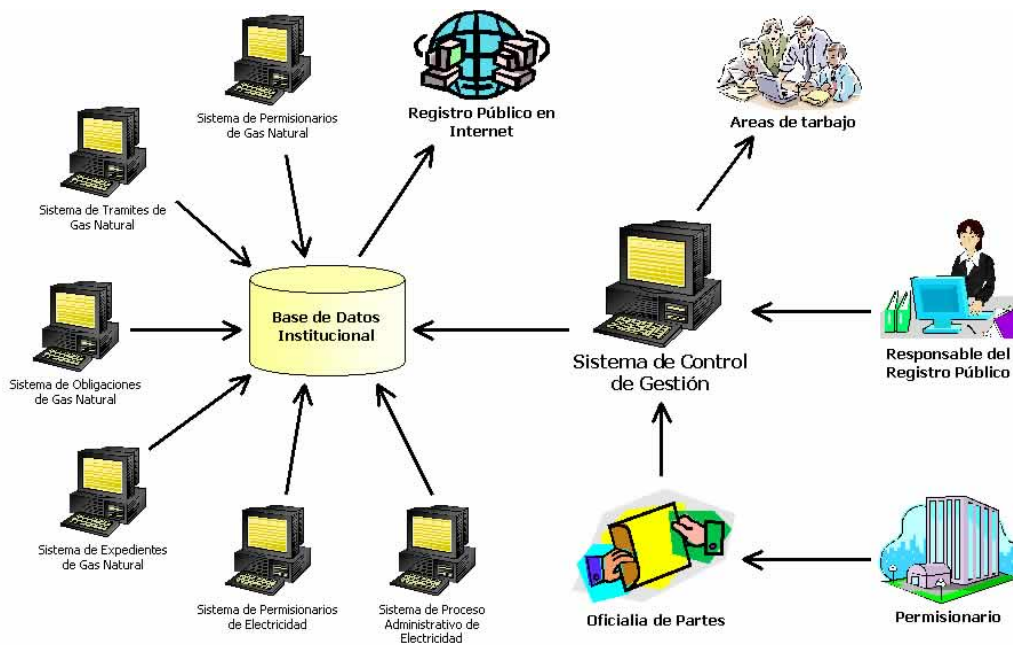 Sistema de Permisionarios
de Gas Natural
Registro Público en
Internet
Areas de tarbajo
Sistema de Tramites de
Gas Natural
Base de Datos
Institucional
Sistema de Control
de Gestión
Responsable del
Registro Público
Sistema de Obligaciones
de Gas Natural
Sistema de Expedientes
de Gas Natural
Sistema de Permisionarios
de Electricidad
Sistema de Proceso
Administrativo de
Electricidad
Oficialia de Partes
Permisionario